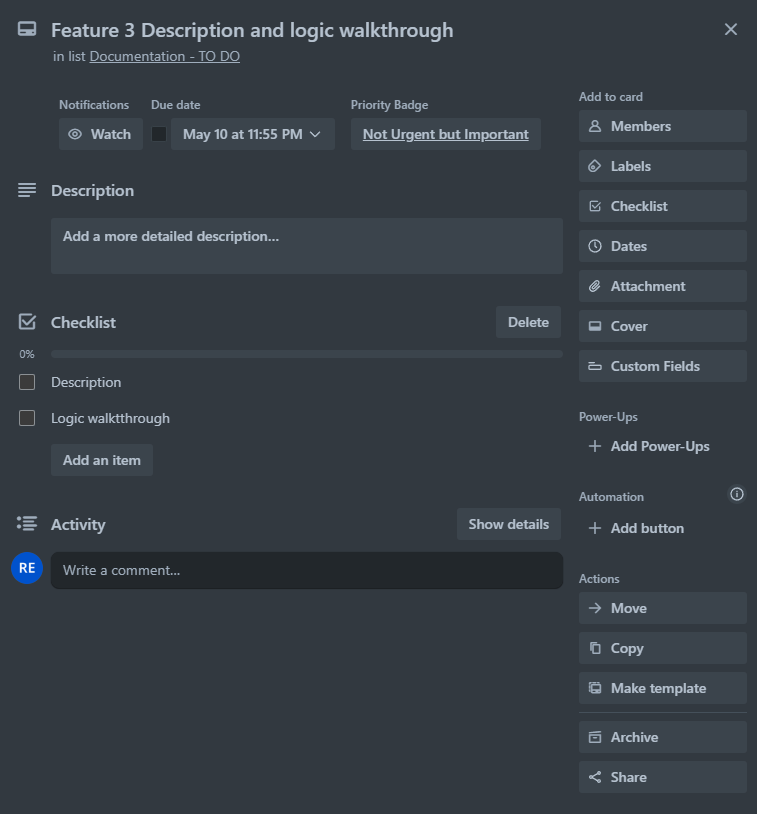 Feature 3 Description and logic walkthrough
in list Documentation - TO DO
Notifications Due date Priority Badge
Watch May 10 at 11:55 PM Not Urgent but Important
Description
Add a more detailed description...
Checklist Delete
0%
Description
Logic walktthrough
Add an item
Activity Show details
RE Write a comment...
Add to card
Members
Labels
Checklist
Dates
Attachment
Cover
Custom Fields
Power-Ups
Add Power-Ups
Automation
Add button
Actions
Move
Copy
Make template
Archive
Share